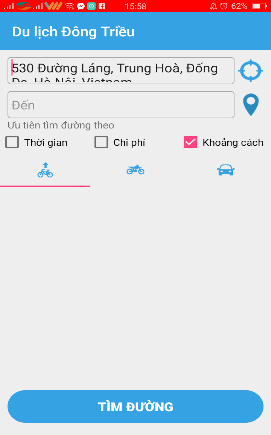 15:58
62%
Du lịch Đông Triều
530 Đường Láng, Trung Hoà, Đống
Đa, Hà Nội, Vietnam
Đến
Ưu tiên tìm đường theo
Thời gian
Chi phí
Khoảng cách
TÌM ĐƯỜNG